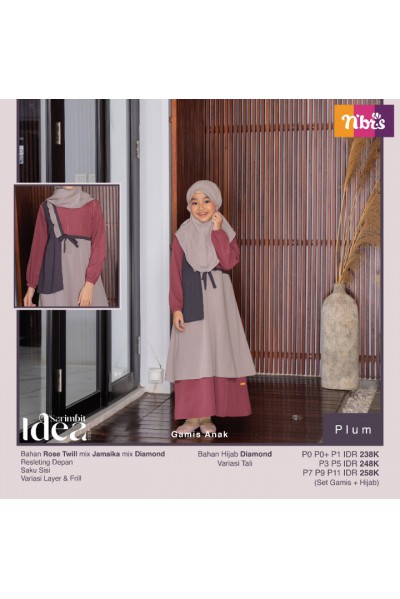 nbrs
Sarimbit
Idea
Gamis Anak
Plum
Bahan Rose Twill mix Jamaika mix Diamond
Resleting Depan
Saku Sisi
Variasi Layer & Frill
Bahan Hijab Diamond
Variasi Tali
P0 P0+ P1 IDR 238K
P3 P5 IDR 248K
P7 P9 P11 IDR 258K
(Set Gamis + Hijab)